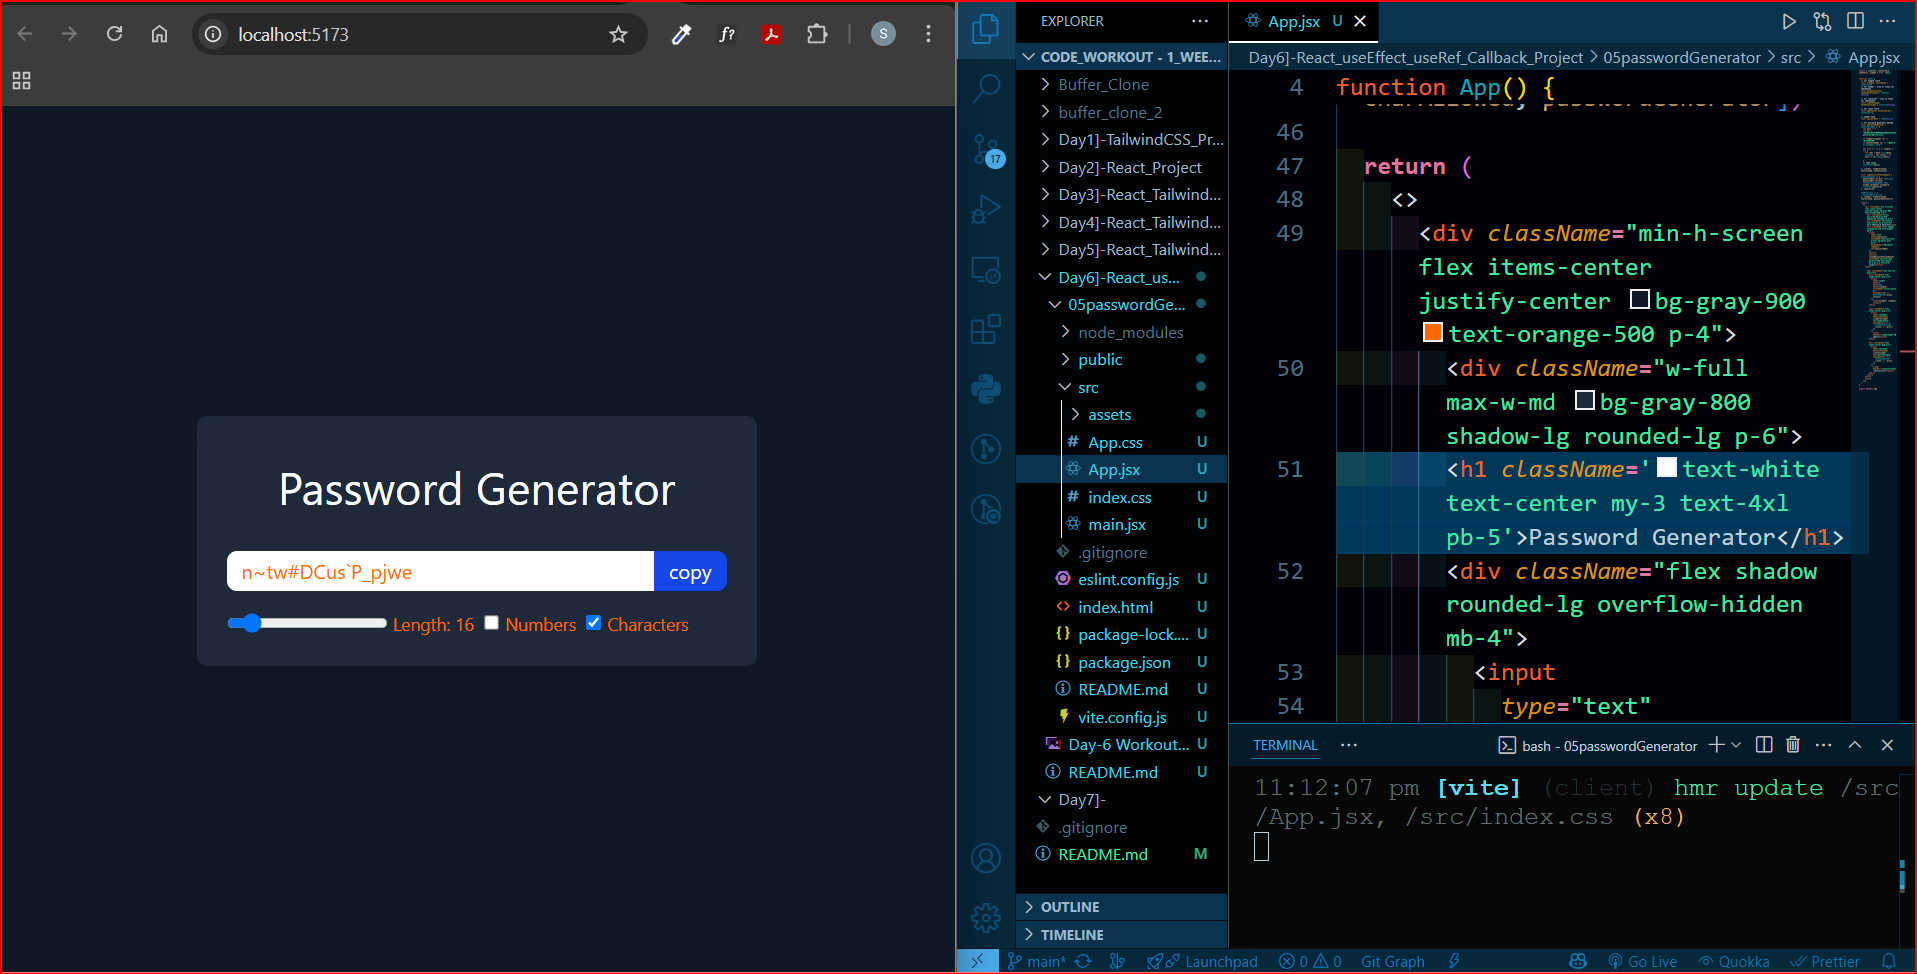 localhost:5173
f?
S
Password Generator
n~tw#DCus`P_pjwe
copy
Length: 16 Numbers Characters
EXPLORER
CODE_WORKOUT - 1_WEE...
Buffer_Clone
buffer_clone_2
Day1]-TailwindCSS_Pr...
Day2]-React_Project
Day3]-React_Tailwind...
Day4]-React_Tailwind...
Day5]-React_Tailwind...
Day6]-React_us...
05passwordGe...
node_modules
public
src
assets
# App.css U
App.jsx U
# index.css U
main.jsx U
.gitignore
eslint.config.js U
<> index.html U
{} package-lock.... U
{} package.json U
README.md U
vite.config.js U
Day-6 Workout... U
README.md U
Day7]-
.gitignore
README.md M
OUTLINE
TIMELINE
17
App.jsx U
Day6]-React_useEffect_useRef_Callback_Project > 05passwordGenerator > src > App.jsx
4 function App() {
charAllowed, passwordGenerator])
46
47 return (
48 <>
49 <div className="min-h-screen
flex items-center
justify-center bg-gray-900
text-orange-500 p-4">
50 <div className="w-full
max-w-md bg-gray-800
shadow-lg rounded-lg p-6">
51 <h1 className='text-white
text-center my-3 text-4xl
pb-5'>Password Generator</h1>
52 <div className="flex shadow
rounded-lg overflow-hidden
mb-4">
53 <input
54 type="text"
TERMINAL
bash - 05passwordGenerator
11:12:07 pm [vite] (client) hmr update /src
/App.jsx, /src/index.css (x8)
main* Launchpad 0 0 Git Graph Go Live Quokka Prettier